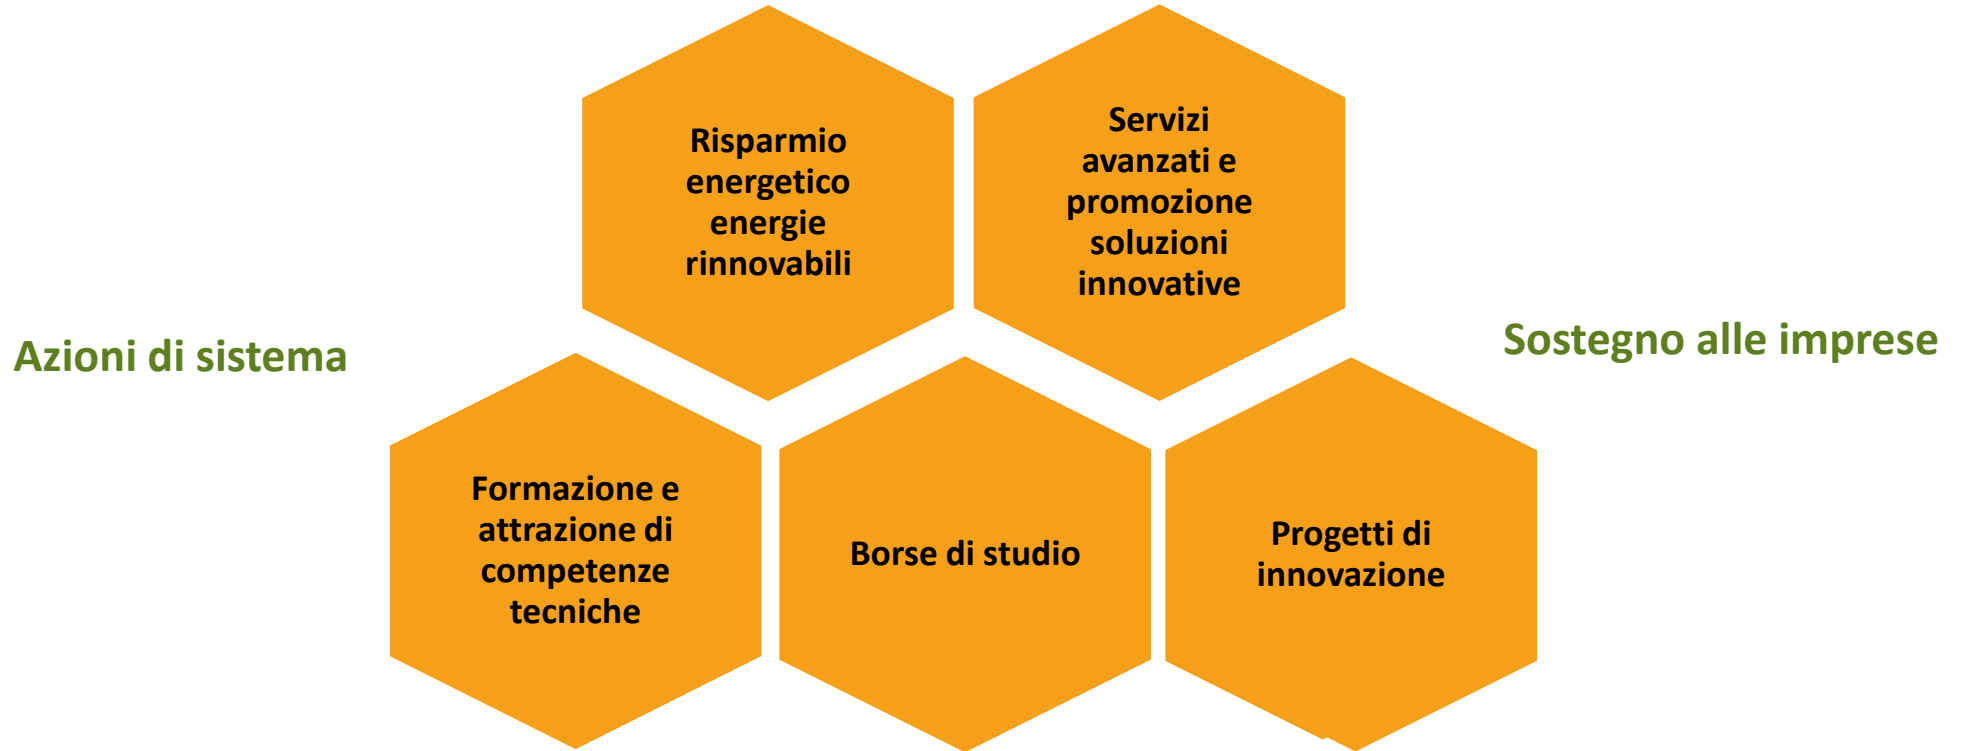 Risparmio
energetico
energie
rinnovabili
Servizi
avanzati e
promozione
soluzioni
innovative
Azioni di sistema
Sostegno alle imprese
Formazione e
attrazione di
competenze
tecniche
Borse di studio
Progetti di
innovazione